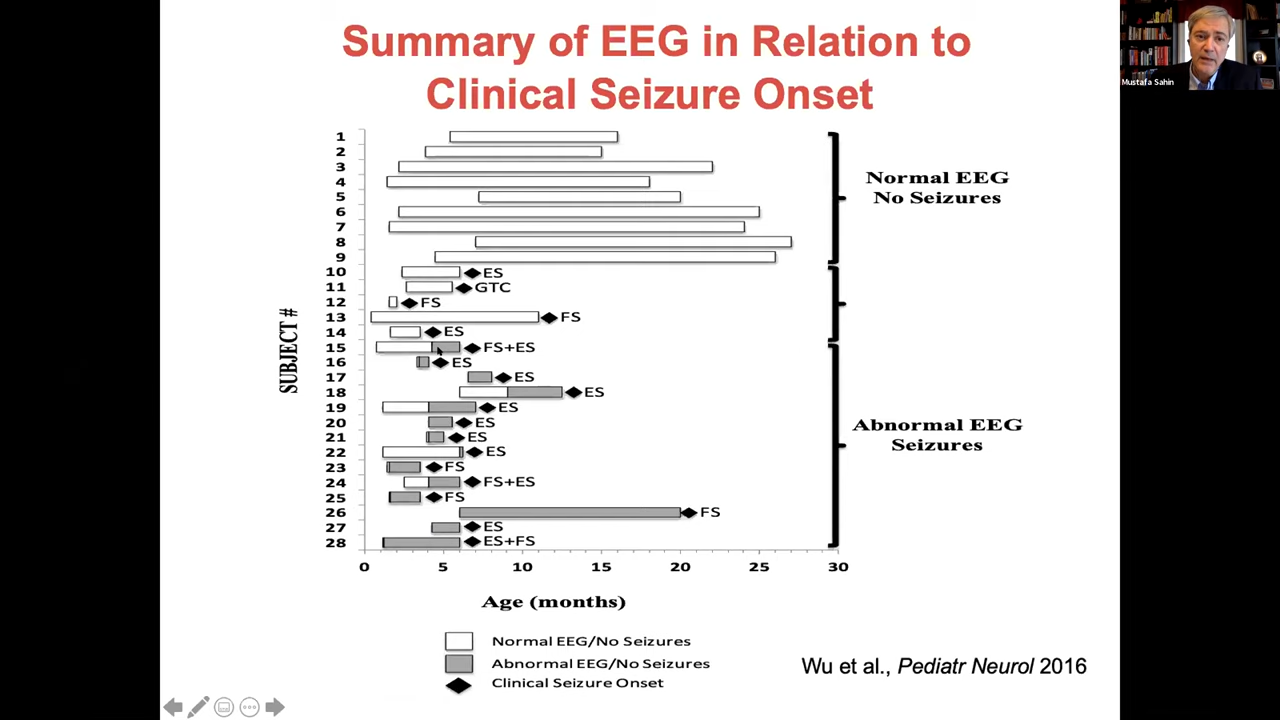 Summary of EEG in Relation to
Clinical Seizure Onset
Mustafa Sahin
1
2
3
4
5
6
7
8
9
10 ES
11 GTC
12 FS
13 FS
14 ES
15 FS+ES
16 ES
17 ES
18 ES
19 ES
20 ES
21 ES
22 ES
23 FS
24 FS+ES
25 FS
26 FS
27 ES
28 ES+FS
SUBJECT #
Normal EEG
No Seizures
Abnormal EEG
Seizures
0 5 10 15 20 25 30
Age (months)
Normal EEG/No Seizures
Abnormal EEG/No Seizures
Clinical Seizure Onset
Wu et al., Pediatr Neurol 2016